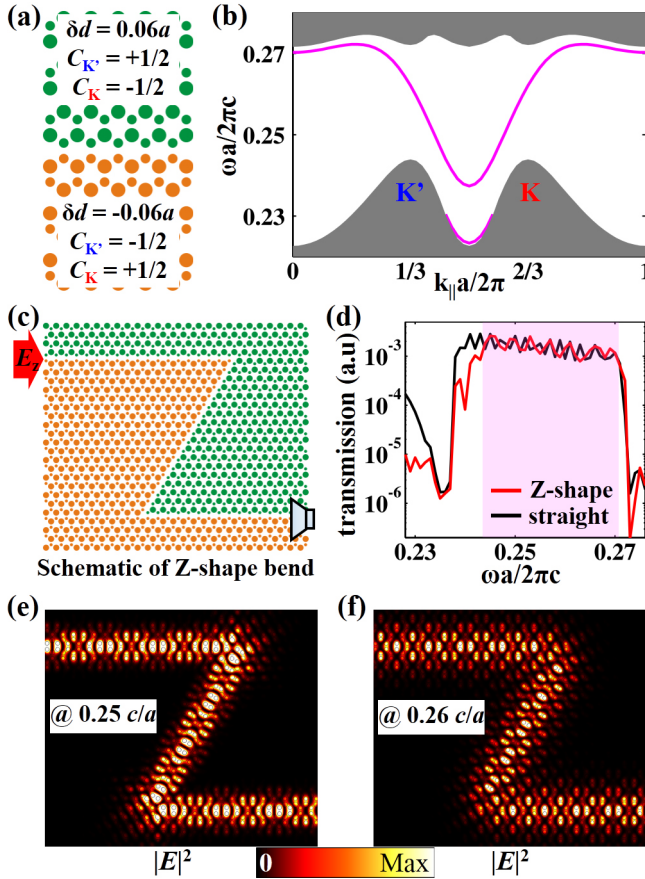 (a)
δd = 0.06a
C_K' = +1/2
C_K = -1/2
δd = -0.06a
C_K' = -1/2
C_K = +1/2
(b)
ωa/2πc
0.27
0.25
0.23
K' K
0 1/3 2/3 1
k_||a/2π
(c)
E_z
Schematic of Z-shape bend
(d)
transmission (a.u)
10^-3
10^-4
10^-5
10^-6
Z-shape
straight
0.23 0.25 0.27
ωa/2πc
(e)
@ 0.25 c/a
|E|^2
(f)
@ 0.26 c/a
|E|^2
0 Max